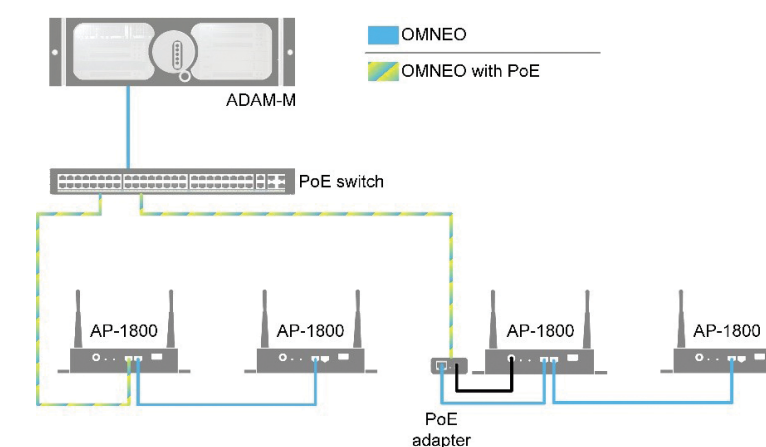 OMNEO
OMNEO with PoE
ADAM-M
PoE switch
AP-1800
AP-1800
AP-1800
AP-1800
PoE
adapter